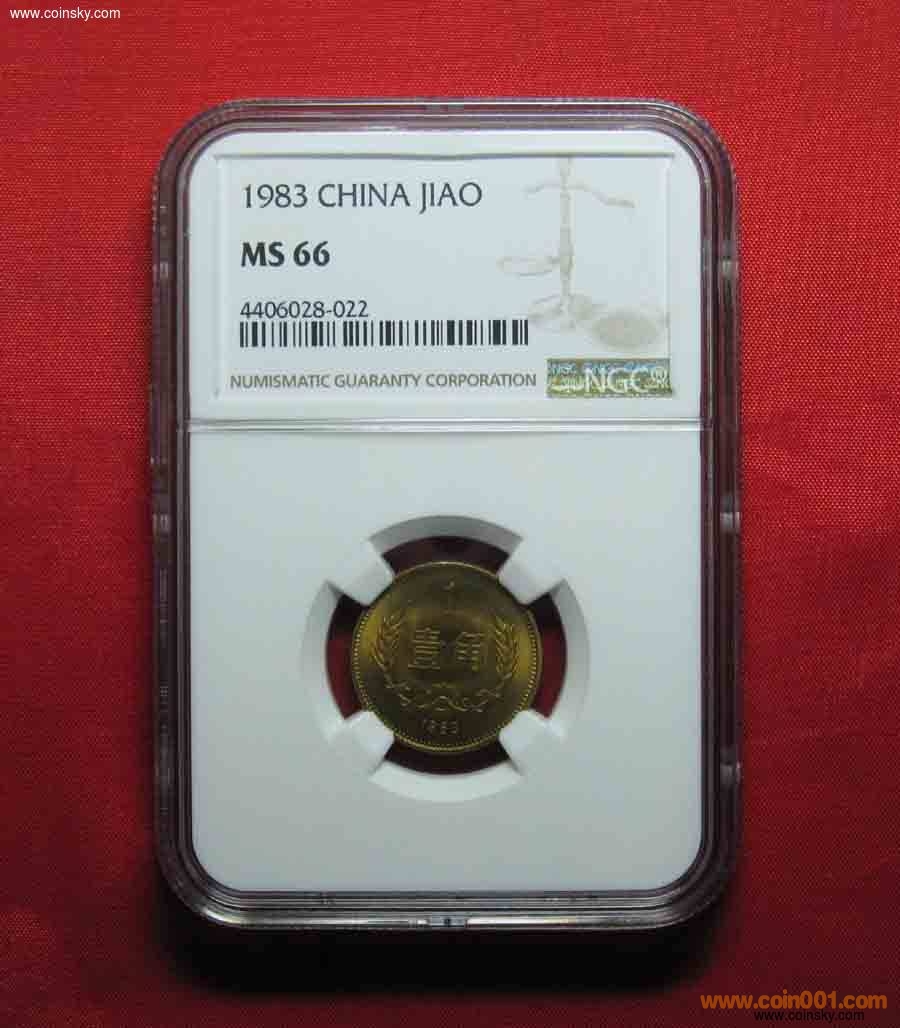 www.coinsky.com
1983 CHINA JIAO
MS 66
4406028-022
NUMISMATIC GUARANTY CORPORATION
NGC
壹角
1983
www.coin001.com
www.coinsky.com